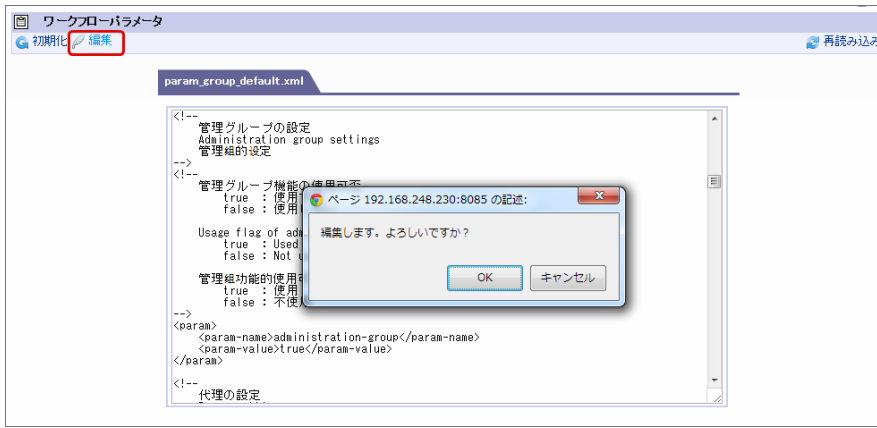 ワークフローパラメータ
初期化 編集 再読み込み
param_group_default.xml
<!--
管理グループの設定
Administration group settings
管理組的设定
-->
<!--
管理グループ機能の使用可否
true : 使用
false : 使用
Usage flag of adm
true : Used
false : Not u
管理組功能的使用
true : 使用
false : 不使
-->
<param>
<param-name>administration-group</param-name>
<param-value>true</param-value>
</param>
<!--
代理の設定
ページ 192.168.248.230:8085 の記述:
編集します。よろしいですか？
OK キャンセル